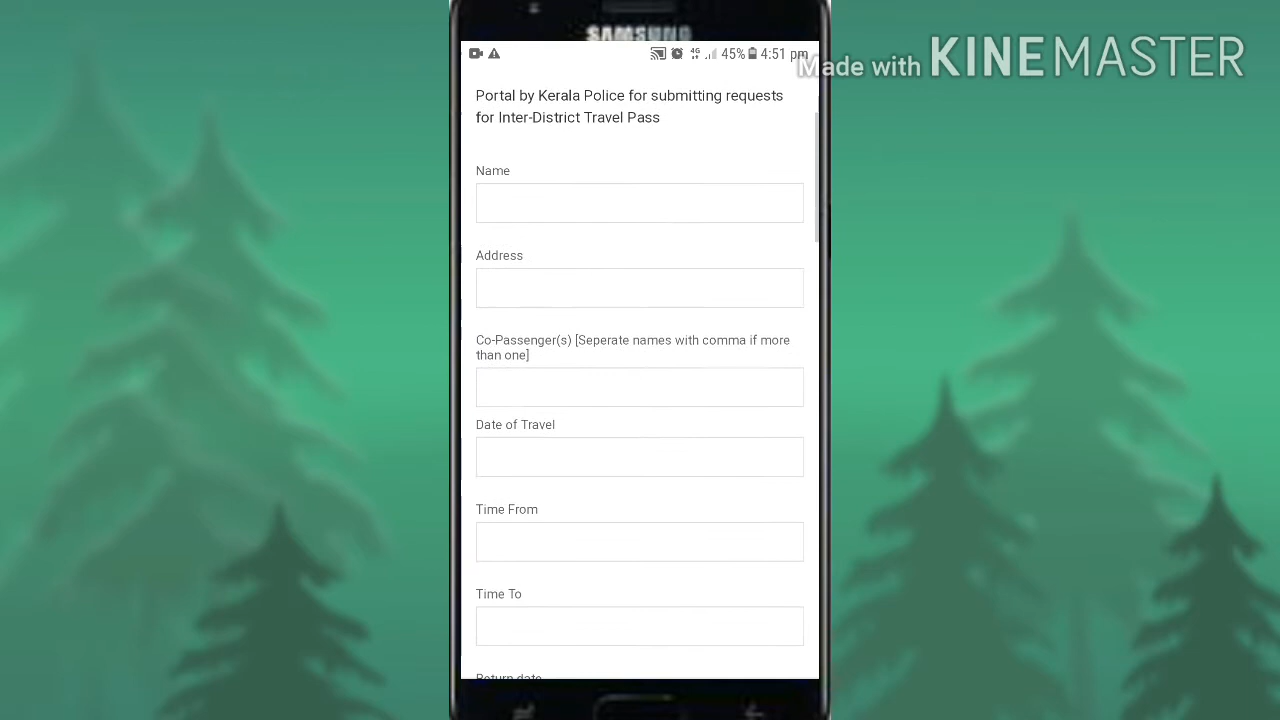 SAMSUNG
45% 4:51 pm
Made with KINEMASTER
Portal by Kerala Police for submitting requests
for Inter-District Travel Pass
Name
Address
Co-Passenger(s) [Seperate names with comma if more
than one]
Date of Travel
Time From
Time To
Return date